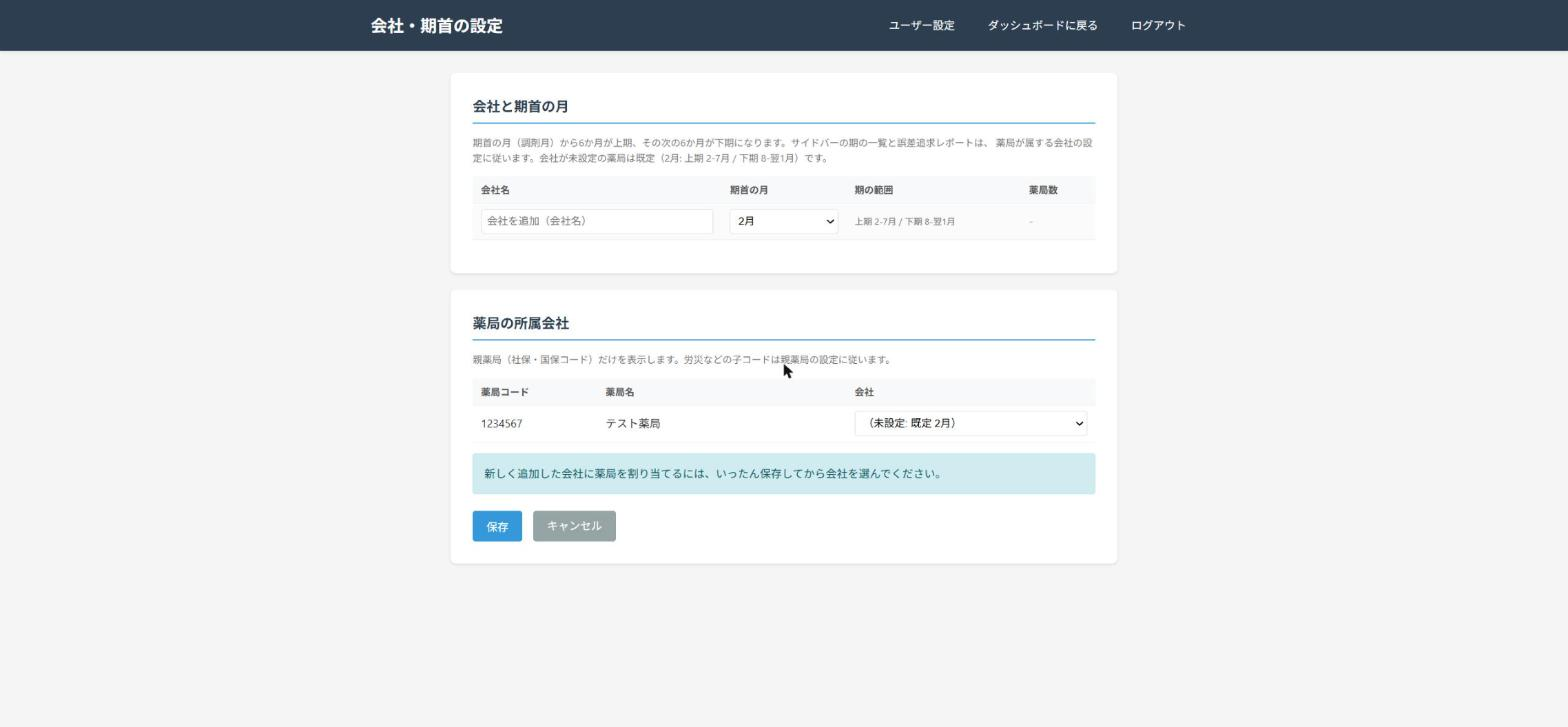 会社・期首の設定
ユーザー設定 ダッシュボードに戻る ログアウト
会社と期首の月
期首の月（調剤月）から6か月が上期、その次の6か月が下期になります。サイドバーの期の一覧と誤差追求レポートは、 薬局が属する会社の設
定に従います。会社が未設定の薬局は既定（2月: 上期 2-7月 / 下期 8-翌1月）です。
会社名 期首の月 期の範囲 薬局数
会社を追加（会社名） 2月 上期 2-7月 / 下期 8-翌1月 -
薬局の所属会社
親薬局（社保・国保コード）だけを表示します。労災などの子コードは親薬局の設定に従います。
薬局コード 薬局名 会社
1234567 テスト薬局 （未設定: 既定 2月）
新しく追加した会社に薬局を割り当てるには、いったん保存してから会社を選んでください。
保存 キャンセル